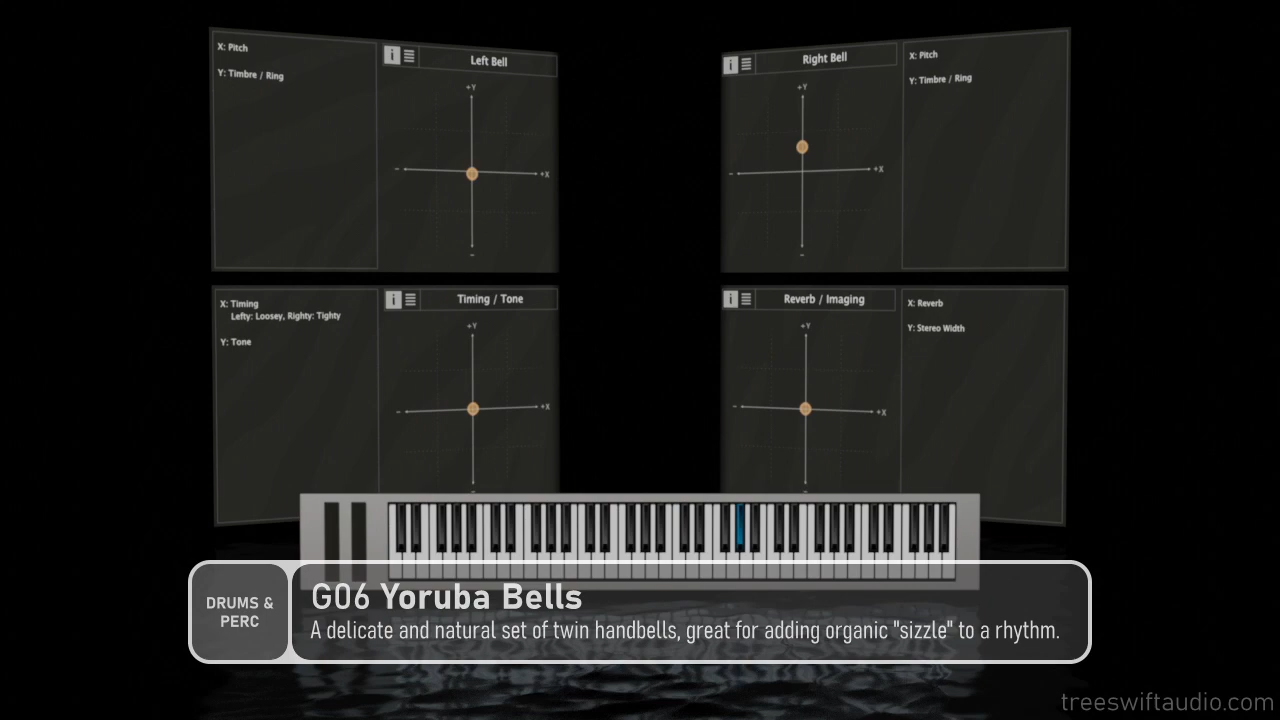 X: Pitch
Y: Timbre / Ring
i
Left Bell
+Y
-
+X
-
i
Right Bell
+Y
-
+X
-
X: Pitch
Y: Timbre / Ring
X: Timing
Lefty: Loosey, Righty: Tighty
Y: Tone
i
Timing / Tone
+Y
-
+X
-
i
Reverb / Imaging
+Y
-
+X
-
X: Reverb
Y: Stereo Width
DRUMS &
PERC
G06 Yoruba Bells
A delicate and natural set of twin handbells, great for adding organic "sizzle" to a rhythm.
treeswiftaudio.com